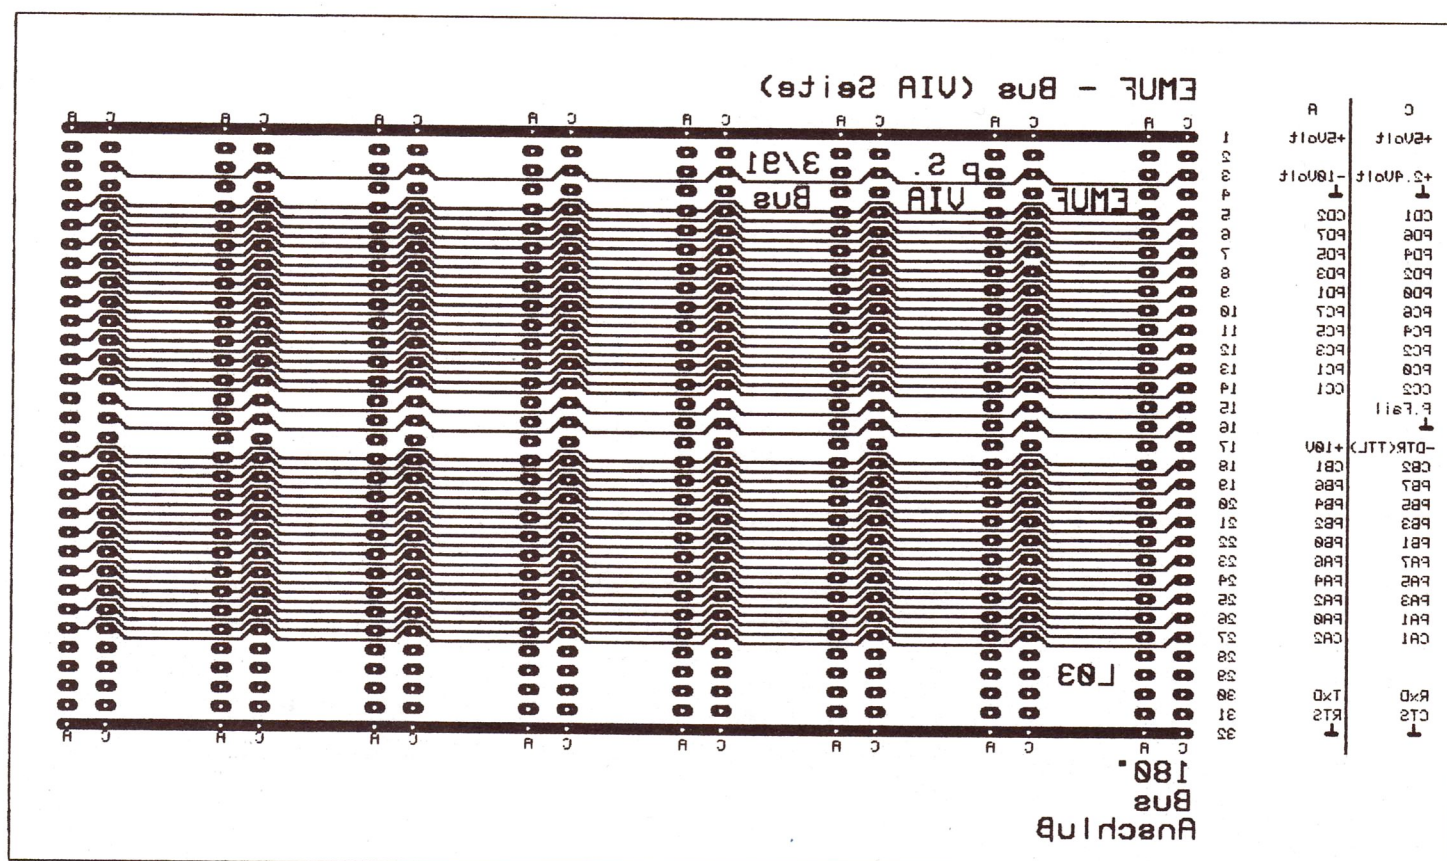 EMUF - Bus (VIA Seite)
C A
C A C A C A C A C A C A C A C A
+5Volt +5Volt 1
2
+2.4Volt -10Volt 3
4
CD1 CD2 5
PD6 PD7 6
PD4 PD5 7
PD2 PD3 8
PD0 PD1 9
PC6 PC7 10
PC4 PC5 11
PC2 PC3 12
PC0 PC1 13
CC2 CC1 14
P.Fail 15
16
-DTR(TTL) +10V 17
CB2 CB1 18
PB7 PB6 19
PB5 PB4 20
PB3 PB2 21
PB1 PB0 22
PA7 PA6 23
PA5 PA4 24
PA3 PA2 25
PA1 PA0 26
CA1 CA2 27
28
29
RxD TxD 30
CTS RTS 31
32
3/91
EMUF VIA Bus
L03
C A C A C A C A C A C A C A C A
180°
Bus
Anschluß